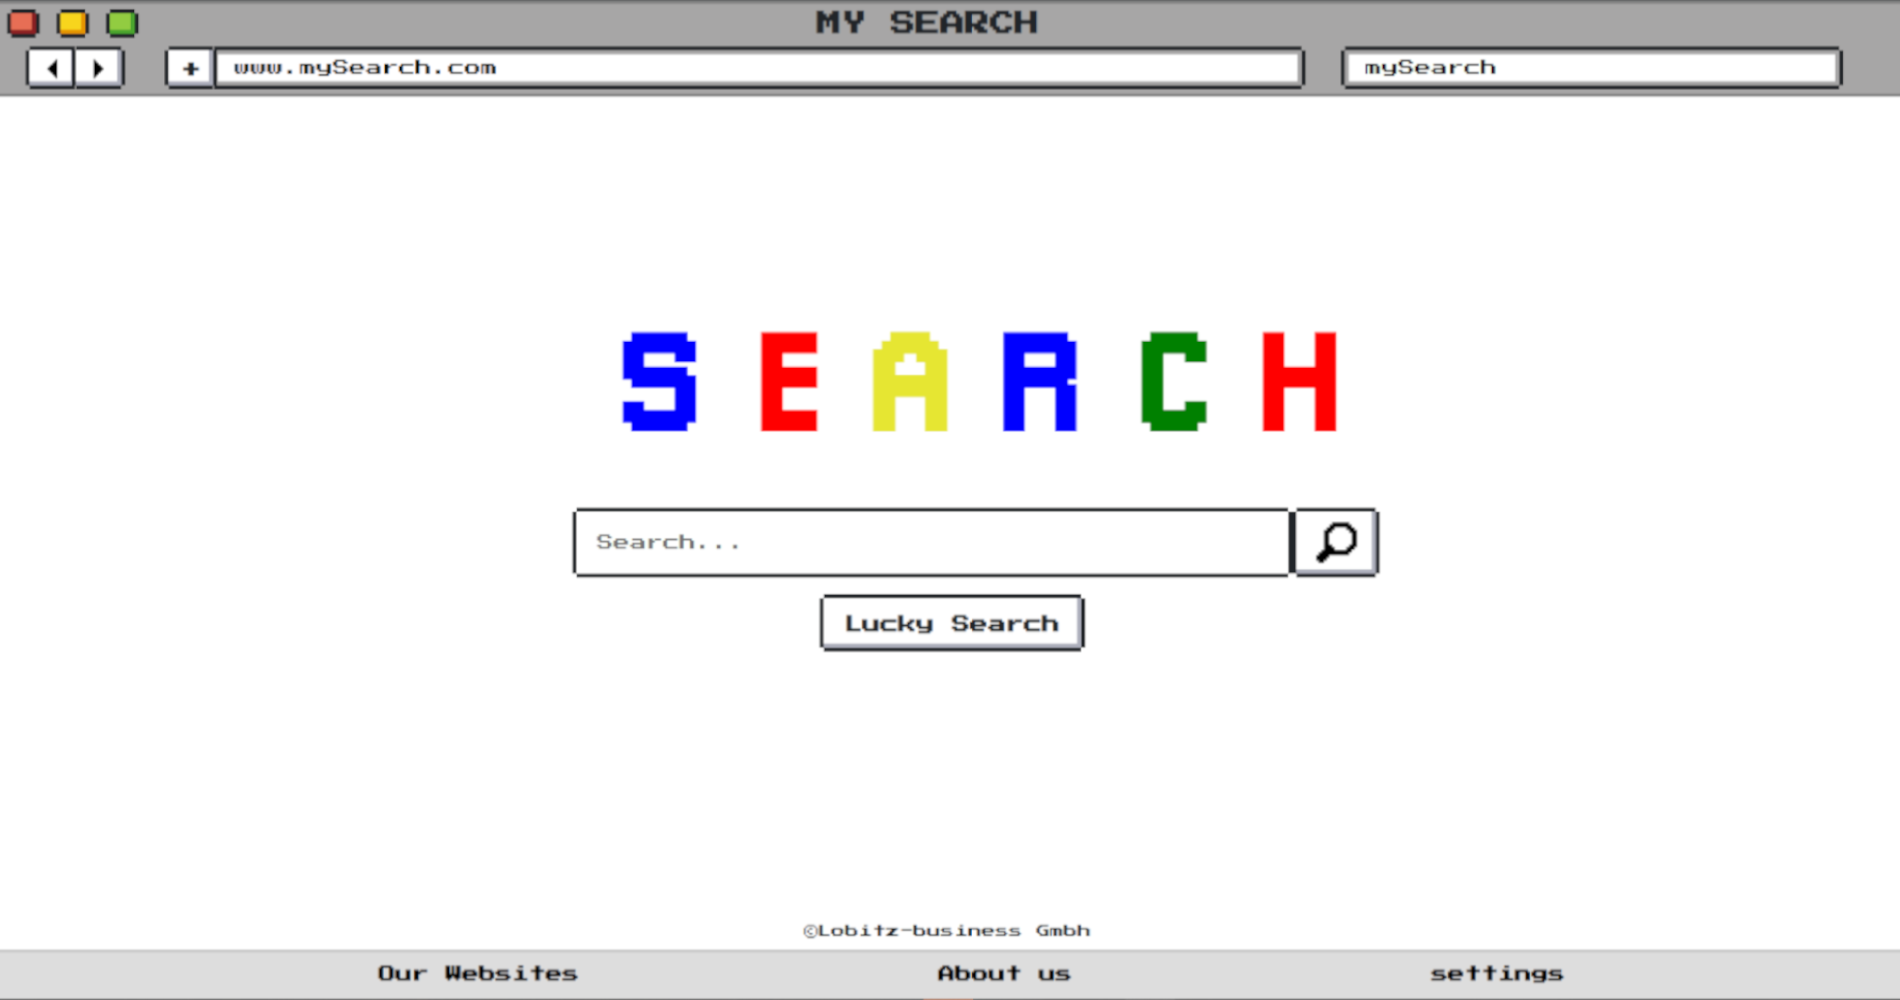 MY SEARCH
+ www.mySearch.com mySearch
SEARCH
Search...
Lucky Search
©Lobitz-business Gmbh
Our Websites About us settings